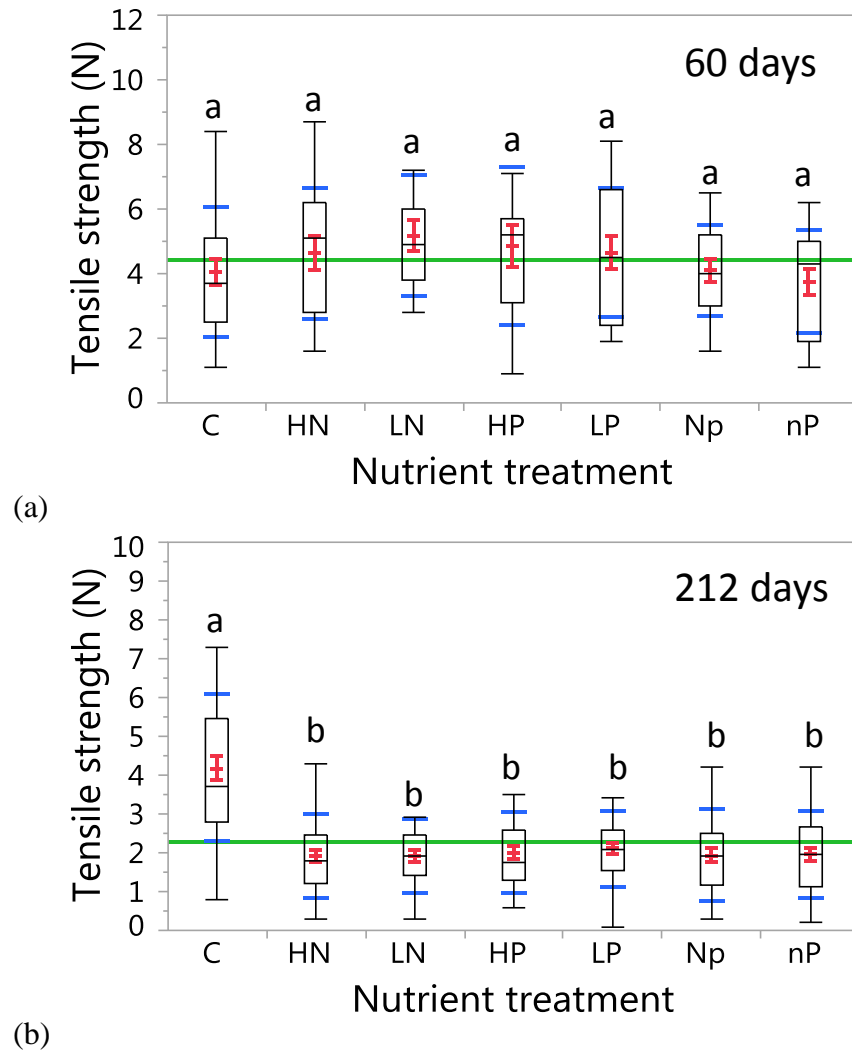 12
10
8
6
4
2
0
Tensile strength (N)
60 days
a a a a a a a
C HN LN HP LP Np nP
Nutrient treatment
(a)
10
9
8
7
6
5
4
3
2
1
0
Tensile strength (N)
212 days
a b b b b b b
C HN LN HP LP Np nP
Nutrient treatment
(b)